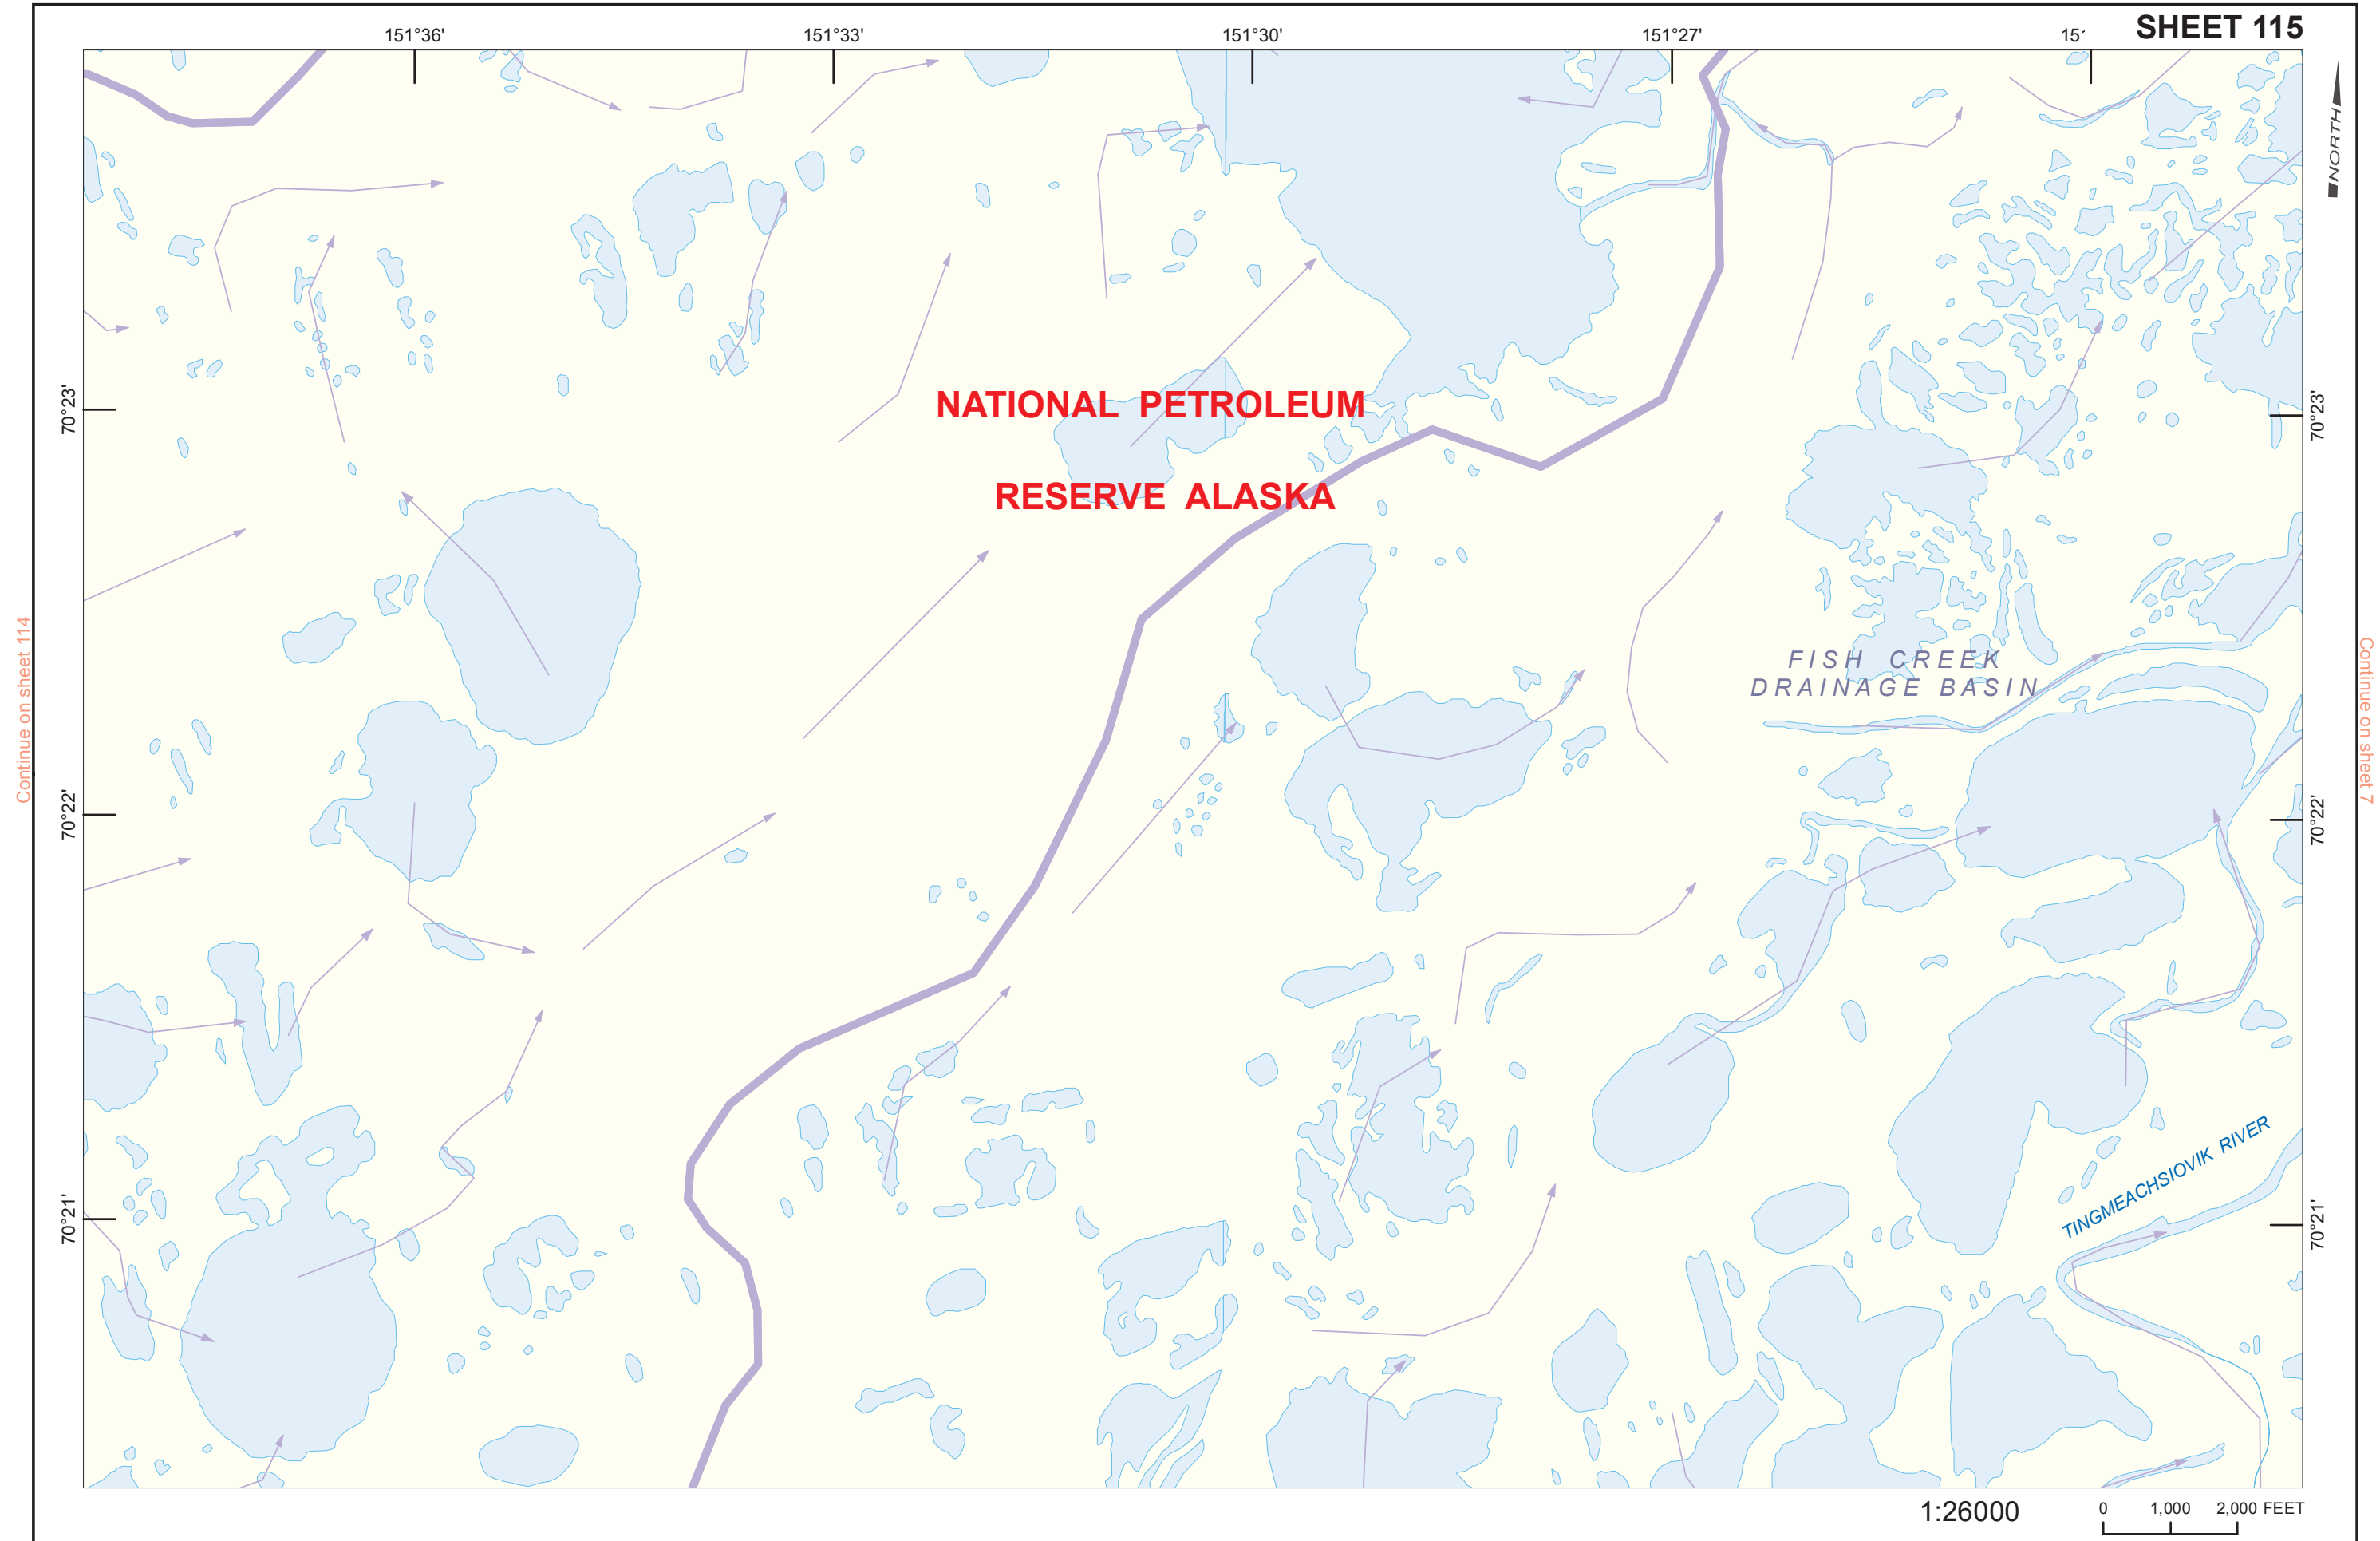 SHEET 115
151°36'
151°33'
151°30'
151°27'
NORTH
70°23'
70°23'
NATIONAL PETROLEUM
RESERVE ALASKA
Continue on sheet 114
Continue on sheet 7
FISH CREEK
DRAINAGE BASIN
70°22'
70°22'
TINGMEACHSIOVIK RIVER
70°21'
70°21'
1:26000
0 1,000 2,000 FEET